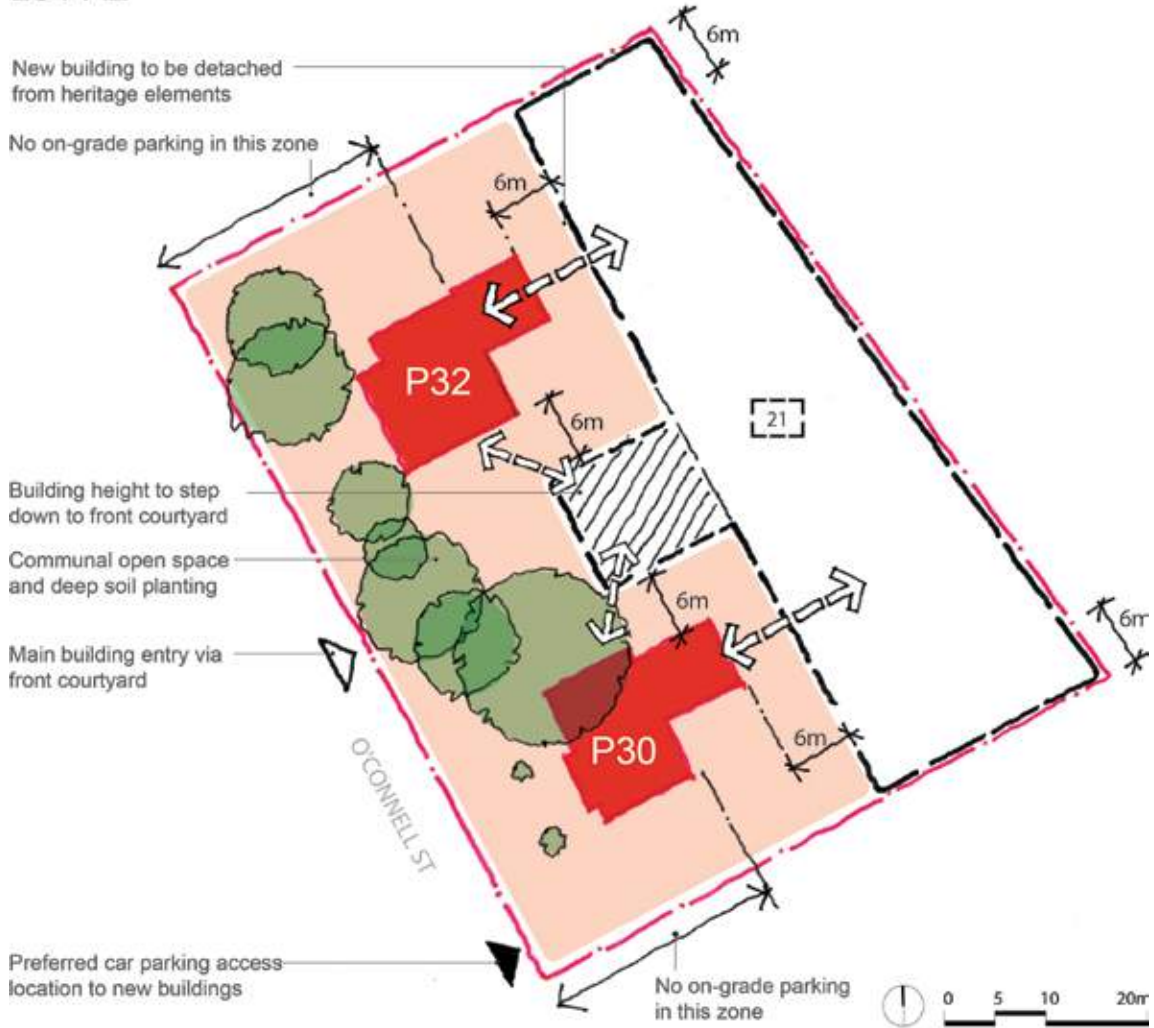 6m
New building to be detached
from heritage elements
No on-grade parking in this zone
6m
P32
21
6m
Building height to step
down to front courtyard
Communal open space
and deep soil planting
6m
6m
Main building entry via
front courtyard
6m
P30
O'CONNELL ST
Preferred car parking access
location to new buildings
No on-grade parking
in this zone
0 5 10 20m